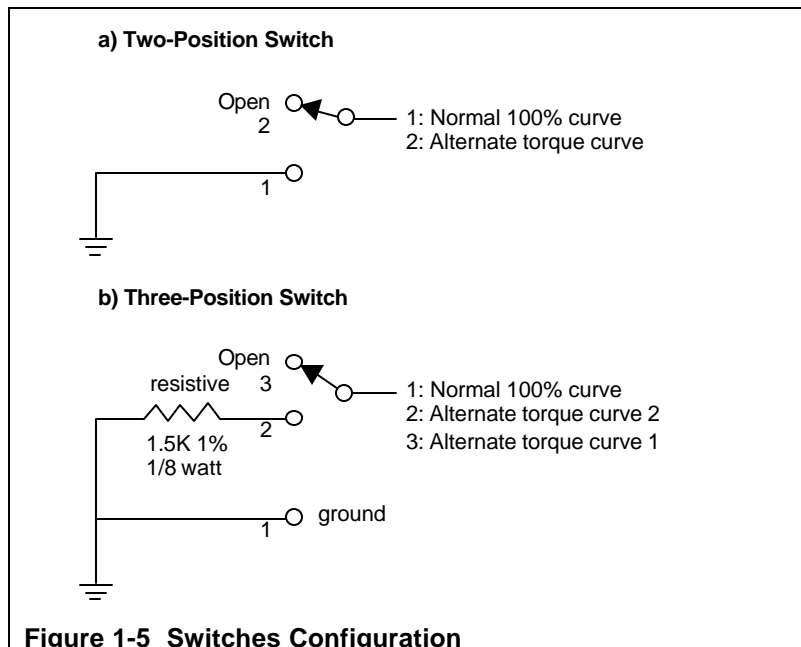 a) Two-Position Switch
Open
2
1: Normal 100% curve
2: Alternate torque curve
1
b) Three-Position Switch
Open
3
resistive
1: Normal 100% curve
2: Alternate torque curve 2
3: Alternate torque curve 1
2
1.5K 1%
1/8 watt
1
ground
Figure 1-5 Switches Configuration